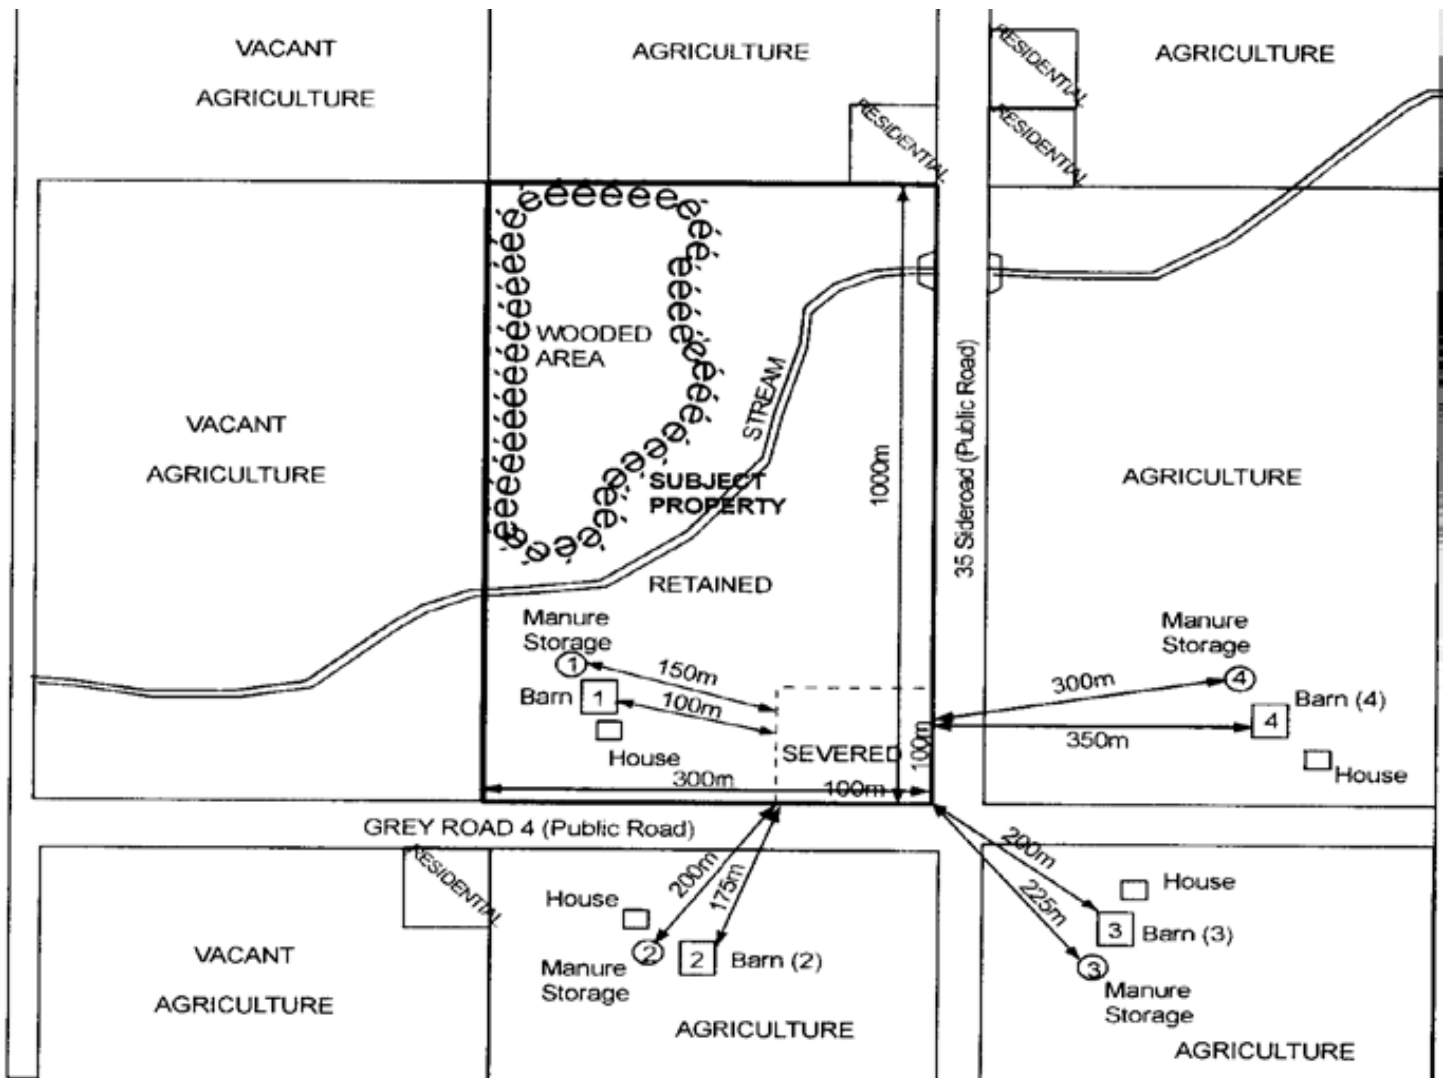 VACANT
AGRICULTURE
AGRICULTURE
AGRICULTURE
RESIDENTIAL
RESIDENTIAL
RESIDENTIAL
WOODED
AREA
STREAM
VACANT
AGRICULTURE
SUBJECT
PROPERTY
1000m
35 Sideroad (Public Road)
AGRICULTURE
RETAINED
Manure
Storage
1
150m
Barn 1
100m
House
SEVERED
100m
300m
100m
Manure
Storage
4
300m
Barn (4)
4
350m
House
GREY ROAD 4 (Public Road)
RESIDENTIAL
VACANT
AGRICULTURE
200m
175m
House
2
Manure
Storage
2
Barn (2)
AGRICULTURE
200m
225m
House
3
Barn (3)
3
Manure
Storage
AGRICULTURE